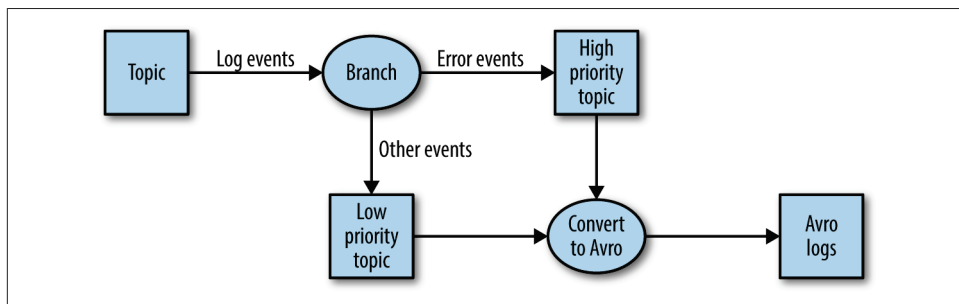 Topic
Log events
Branch
Error events
High
priority
topic
Other events
Low
priority
topic
Convert
to Avro
Avro
logs